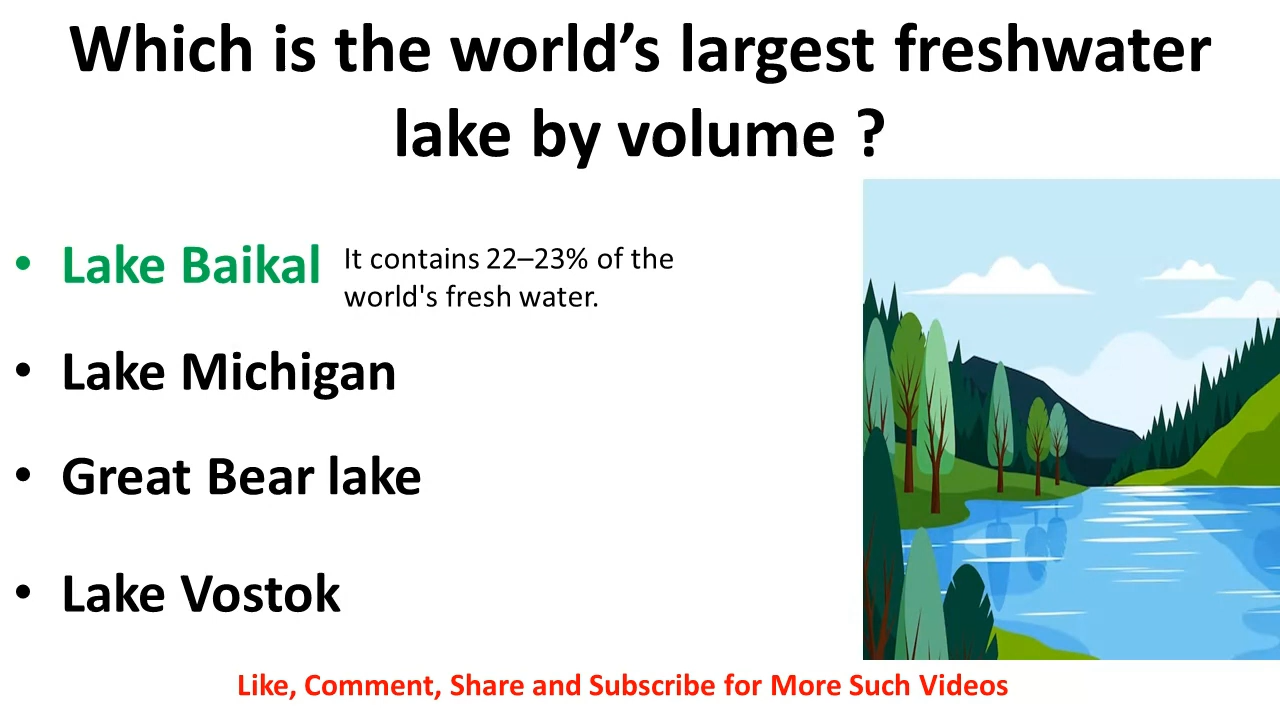 Which is the world’s largest freshwater
lake by volume ?
• Lake Baikal
It contains 22–23% of the
world's fresh water.
• Lake Michigan
• Great Bear lake
• Lake Vostok
Like, Comment, Share and Subscribe for More Such Videos